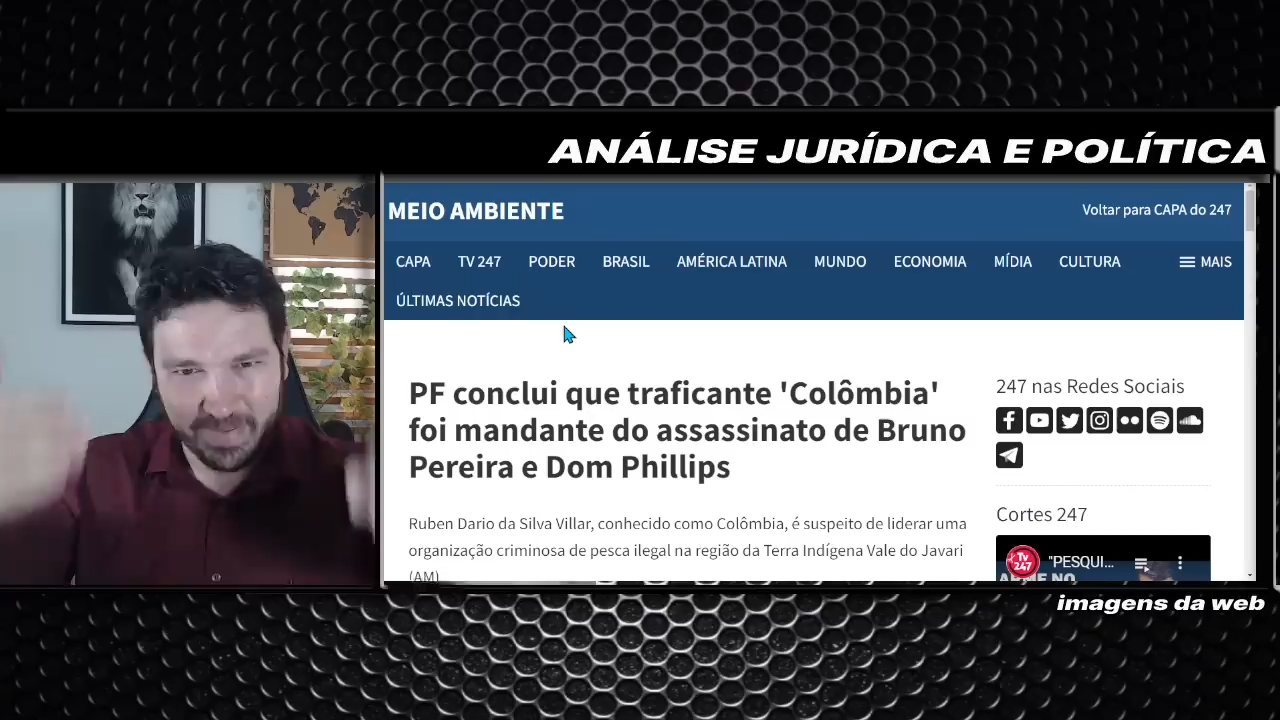 ANÁLISE JURÍDICA E POLÍTICA
MEIO AMBIENTE
Voltar para CAPA do 247
CAPA TV 247 PODER BRASIL AMÉRICA LATINA MUNDO ECONOMIA MÍDIA CULTURA MAIS
ÚLTIMAS NOTÍCIAS
PF conclui que traficante 'Colômbia'
foi mandante do assassinato de Bruno
Pereira e Dom Phillips
Ruben Dario da Silva Villar, conhecido como Colômbia, é suspeito de liderar uma
organização criminosa de pesca ilegal na região da Terra Indígena Vale do Javari
(AM)
247 nas Redes Sociais
Cortes 247
Tv 247
"PESQUI...
imagens da web